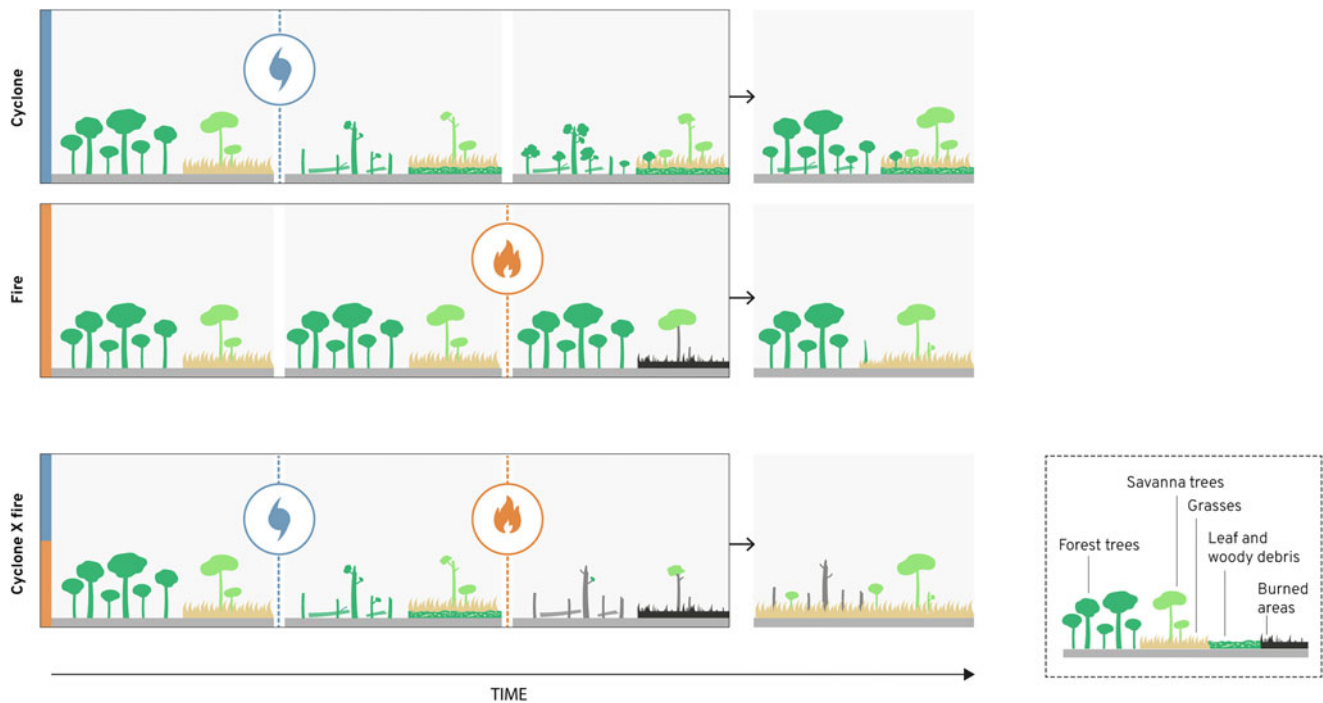 Cyclone
Fire
Cyclone X fire
TIME
Savanna trees
Grasses
Forest trees
Leaf and
woody debris
Burned
areas